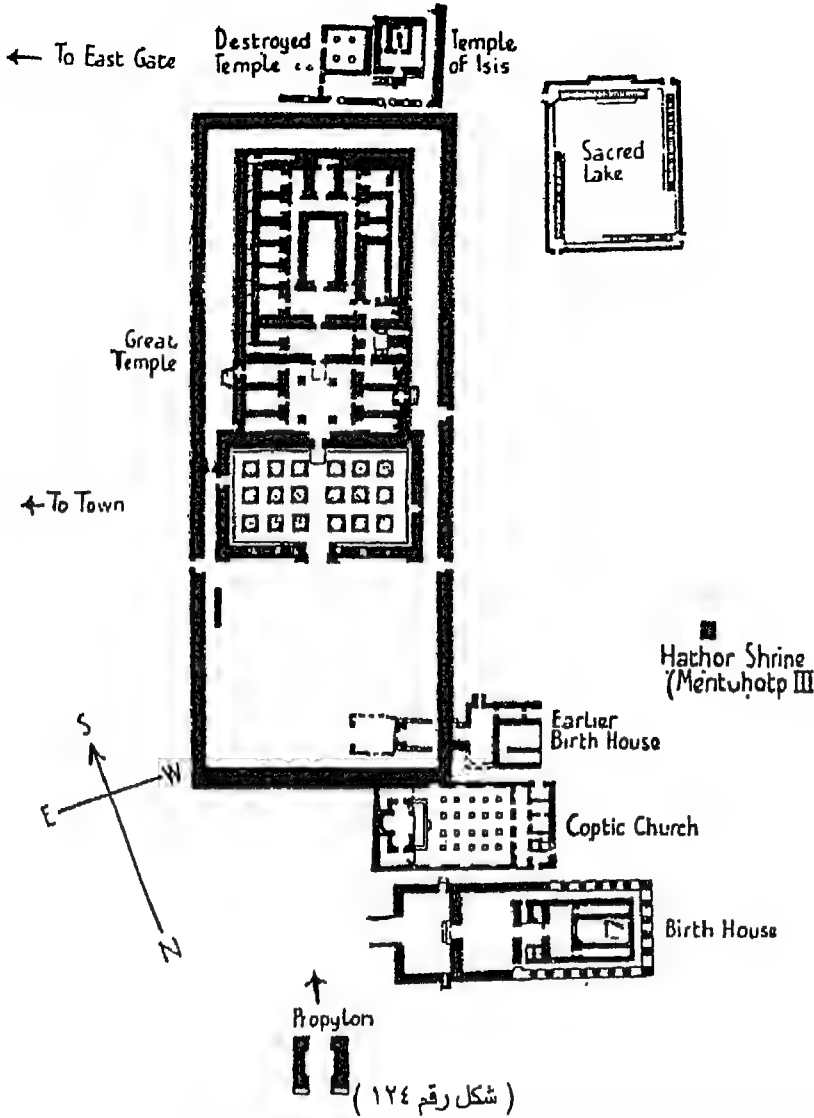 ← To East Gate
Destroyed
Temple
Temple
of Isis
Sacred
Lake
Great
Temple
← To Town
Hathor Shrine
(Mentuhotp III
S
E
W
N
Earlier
Birth House
Coptic Church
Birth House
Propylon
( شكل رقم ١٢٤ )